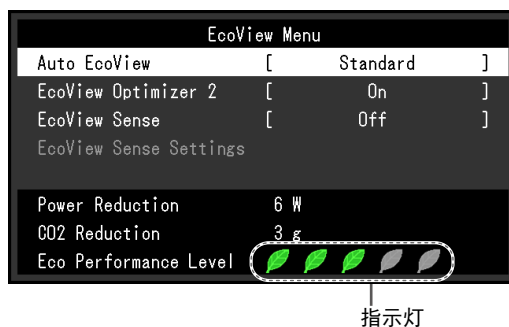 EcoView Menu
Auto EcoView [ Standard ]
EcoView Optimizer 2 [ On ]
EcoView Sense [ Off ]
EcoView Sense Settings
Power Reduction 6 W
CO2 Reduction 3 g
Eco Performance Level
指示灯